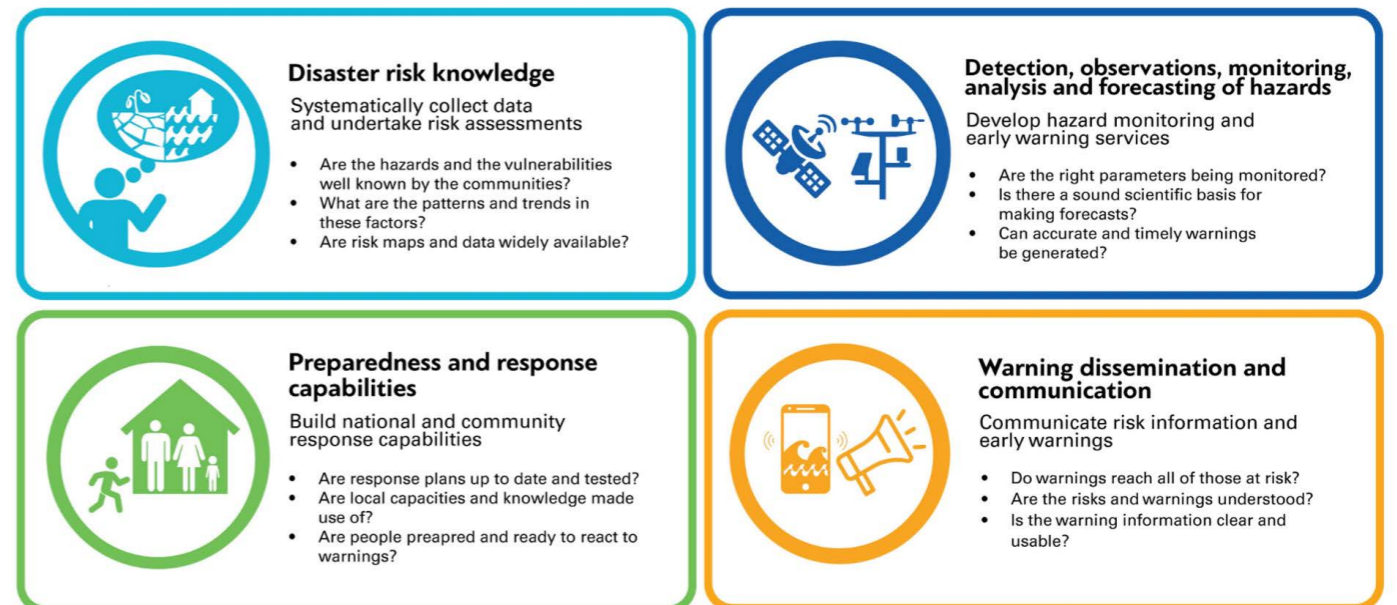 Disaster risk knowledge
Systematically collect data
and undertake risk assessments
• Are the hazards and the vulnerabilities
well known by the communities?
• What are the patterns and trends in
these factors?
• Are risk maps and data widely available?
Detection, observations, monitoring,
analysis and forecasting of hazards
Develop hazard monitoring and
early warning services
• Are the right parameters being monitored?
• Is there a sound scientific basis for
making forecasts?
• Can accurate and timely warnings
be generated?
Preparedness and response
capabilities
Build national and community
response capabilities
• Are response plans up to date and tested?
• Are local capacities and knowledge made
use of?
• Are people preapred and ready to react to
warnings?
Warning dissemination and
communication
Communicate risk information and
early warnings
• Do warnings reach all of those at risk?
• Are the risks and warnings understood?
• Is the warning information clear and
usable?